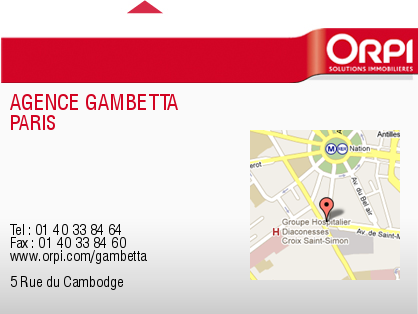 ORPI
SOLUTIONS IMMOBILIÈRES
AGENCE GAMBETTA
PARIS
Antilles
M RER Nation
Av. du Bel air
Groupe Hospitalier
H Diaconesses
Croix Saint-Simon
Av. de Saint-
Tel : 01 40 33 84 64
Fax : 01 40 33 84 60
www.orpi.com/gambetta
5 Rue du Cambodge